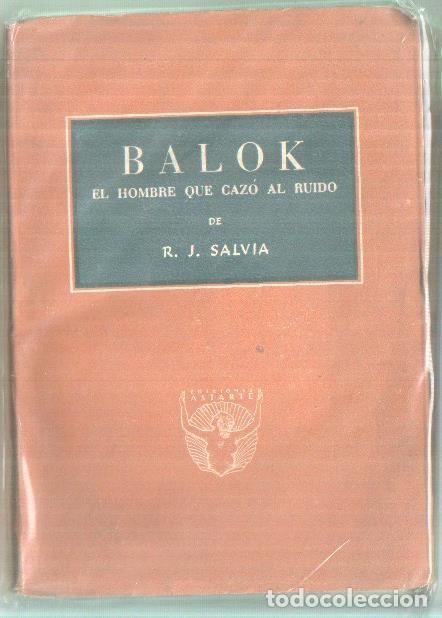 BALOK
EL HOMBRE QUE CAZÓ AL RUIDO
DE
R. J. SALVIA
EDICIONES
ASTARTÉ
todocoleccion